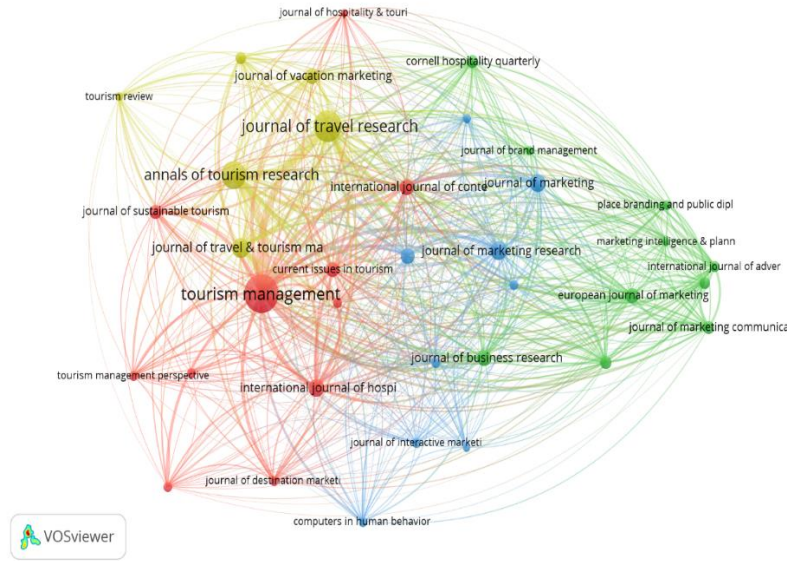 journal of hospitality & touri
cornell hospitality quarterly
journal of vacation marketing
tourism review
journal of travel research
journal of brand management
annals of tourism research
international journal of conte
journal of marketing
place branding and public dipl
journal of sustainable tourism
marketing intelligence & plann
journal of travel & tourism ma
journal of marketing research
current issues in tourism
international journal of adver
tourism management
european journal of marketing
journal of marketing communica
journal of business research
tourism management perspective
international journal of hospi
journal of interactive marketi
journal of destination marketi
computers in human behavior
VOSviewer